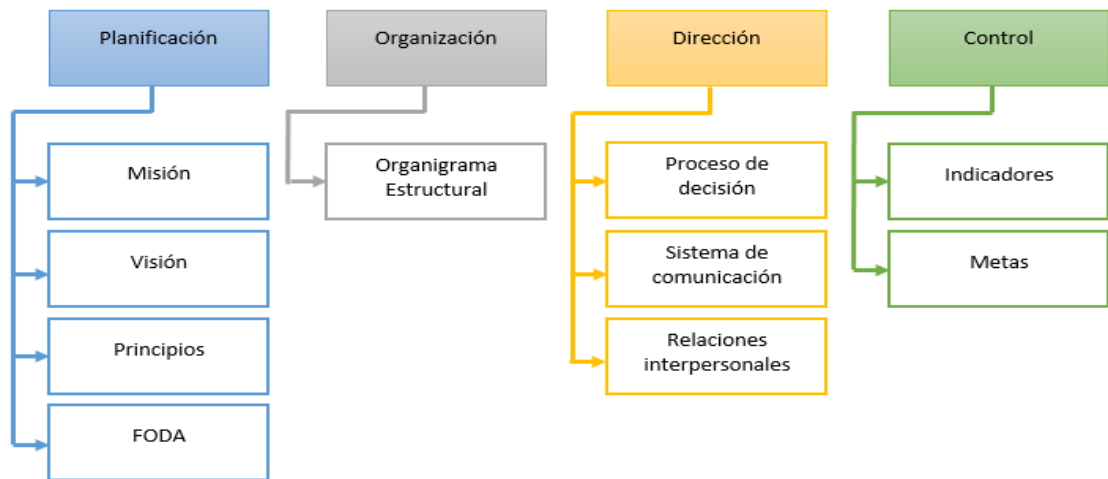 Planificación
Misión
Visión
Principios
FODA
Organización
Organigrama
Estructural
Dirección
Proceso de
decisión
Sistema de
comunicación
Relaciones
interpersonales
Control
Indicadores
Metas